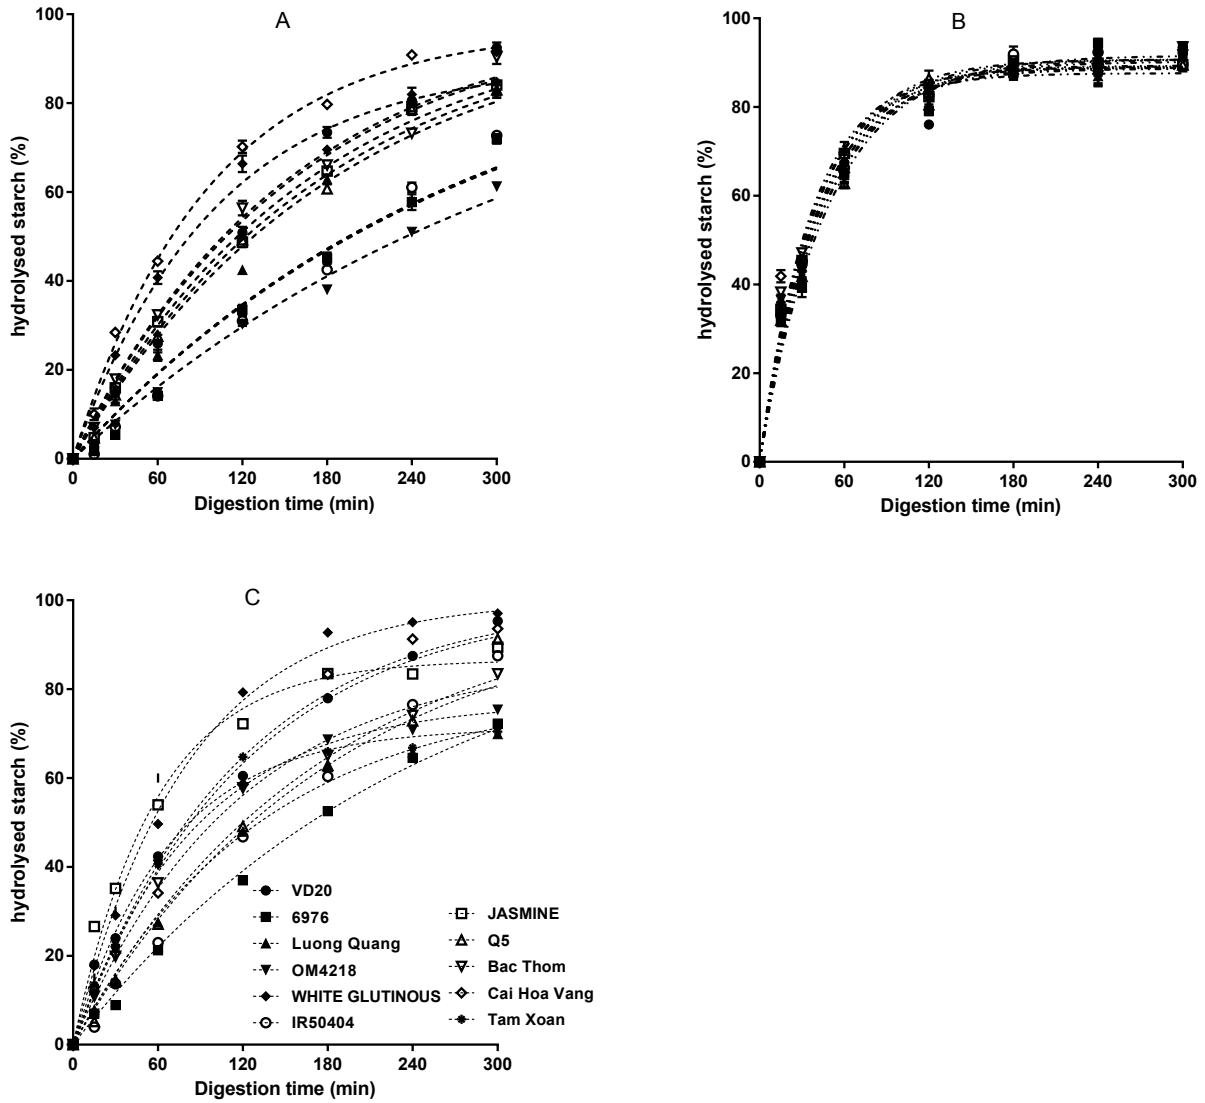 A
hydrolysed starch (%)
100
80
60
40
20
0
0 60 120 180 240 300
Digestion time (min)
B
hydrolysed starch (%)
100
80
60
40
20
0
0 60 120 180 240 300
Digestion time (min)
C
hydrolysed starch (%)
100
80
60
40
20
0
0 60 120 180 240 300
Digestion time (min)
VD20
6976
Luong Quang
OM4218
WHITE GLUTINOUS
IR50404
JASMINE
Q5
Bac Thom
Cai Hoa Vang
Tam Xoan